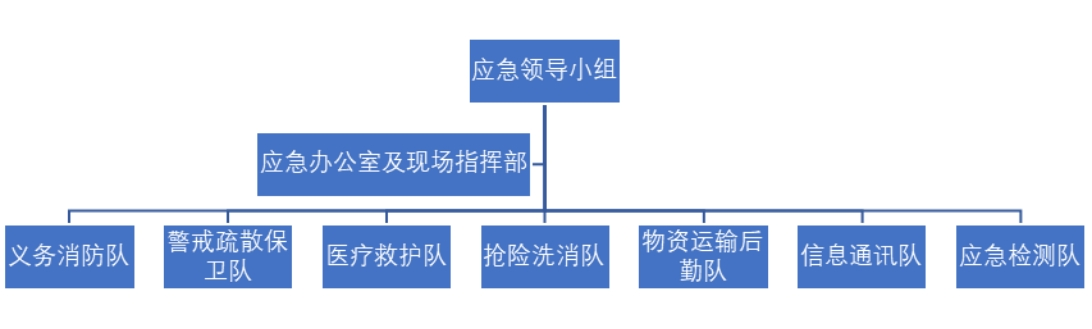 应急领导小组
应急办公室及现场指挥部
义务消防队
警戒疏散保
卫队
医疗救护队
抢险洗消队
物资运输后
勤队
信息通讯队
应急检测队